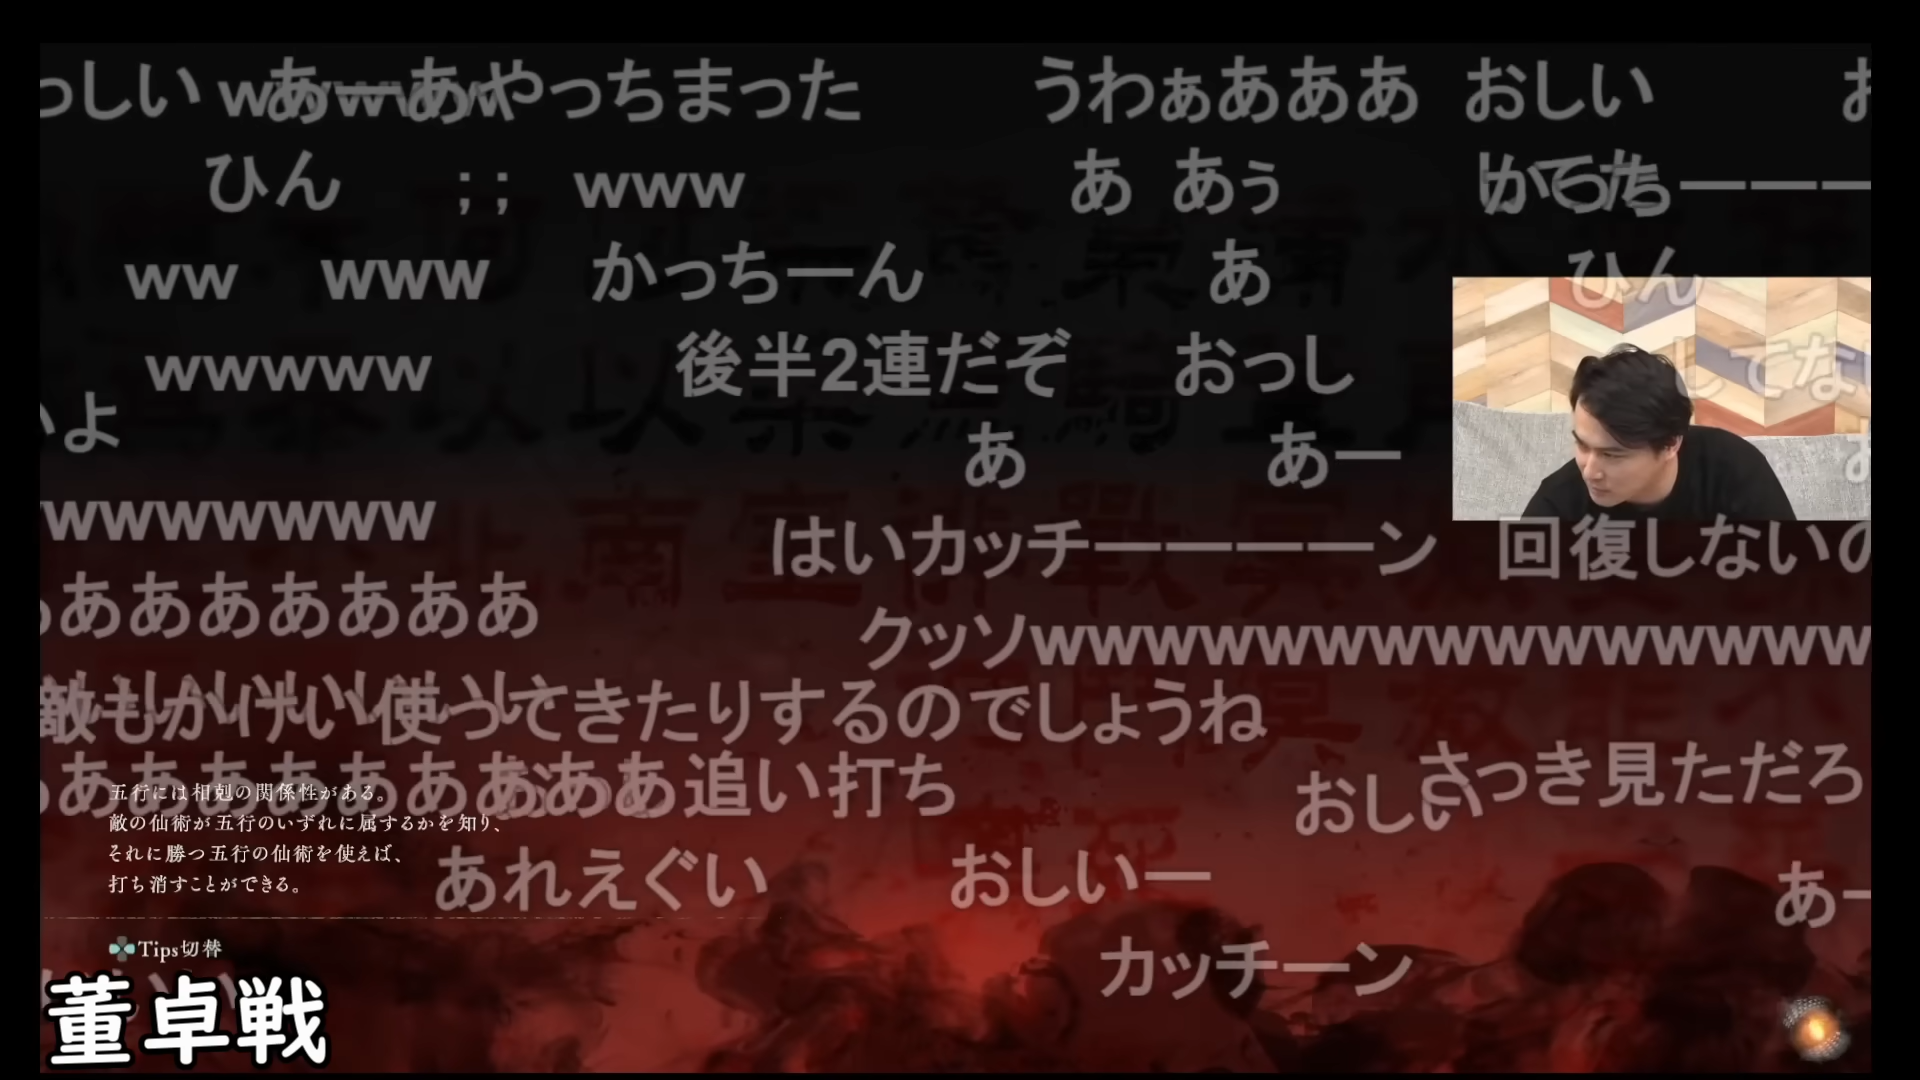 っしい wwwww あーあやっちまった うわぁあああ おしい お
ひん ; ; www あ あぅ
ww www かっちーん あ ひん
wwwww 後半2連だぞ おっし してない
いよ あ あー
wwwwwwww はいカッチーーーーーン 回復しないの
ああああああああ クッソwwwwwwwwwwwwwwww
敵もかけい使ってきたりするのでしょうね
ああああああああああ追い打ち おしい さっき見ただろ
五行には相剋の関係性がある。
敵の仙術が五行のいずれに属するかを知り、
それに勝つ五行の仙術を使えば、
打ち消すことができる。
あれえぐい おしいー あー
Tips切替
カッチーン
董卓戦